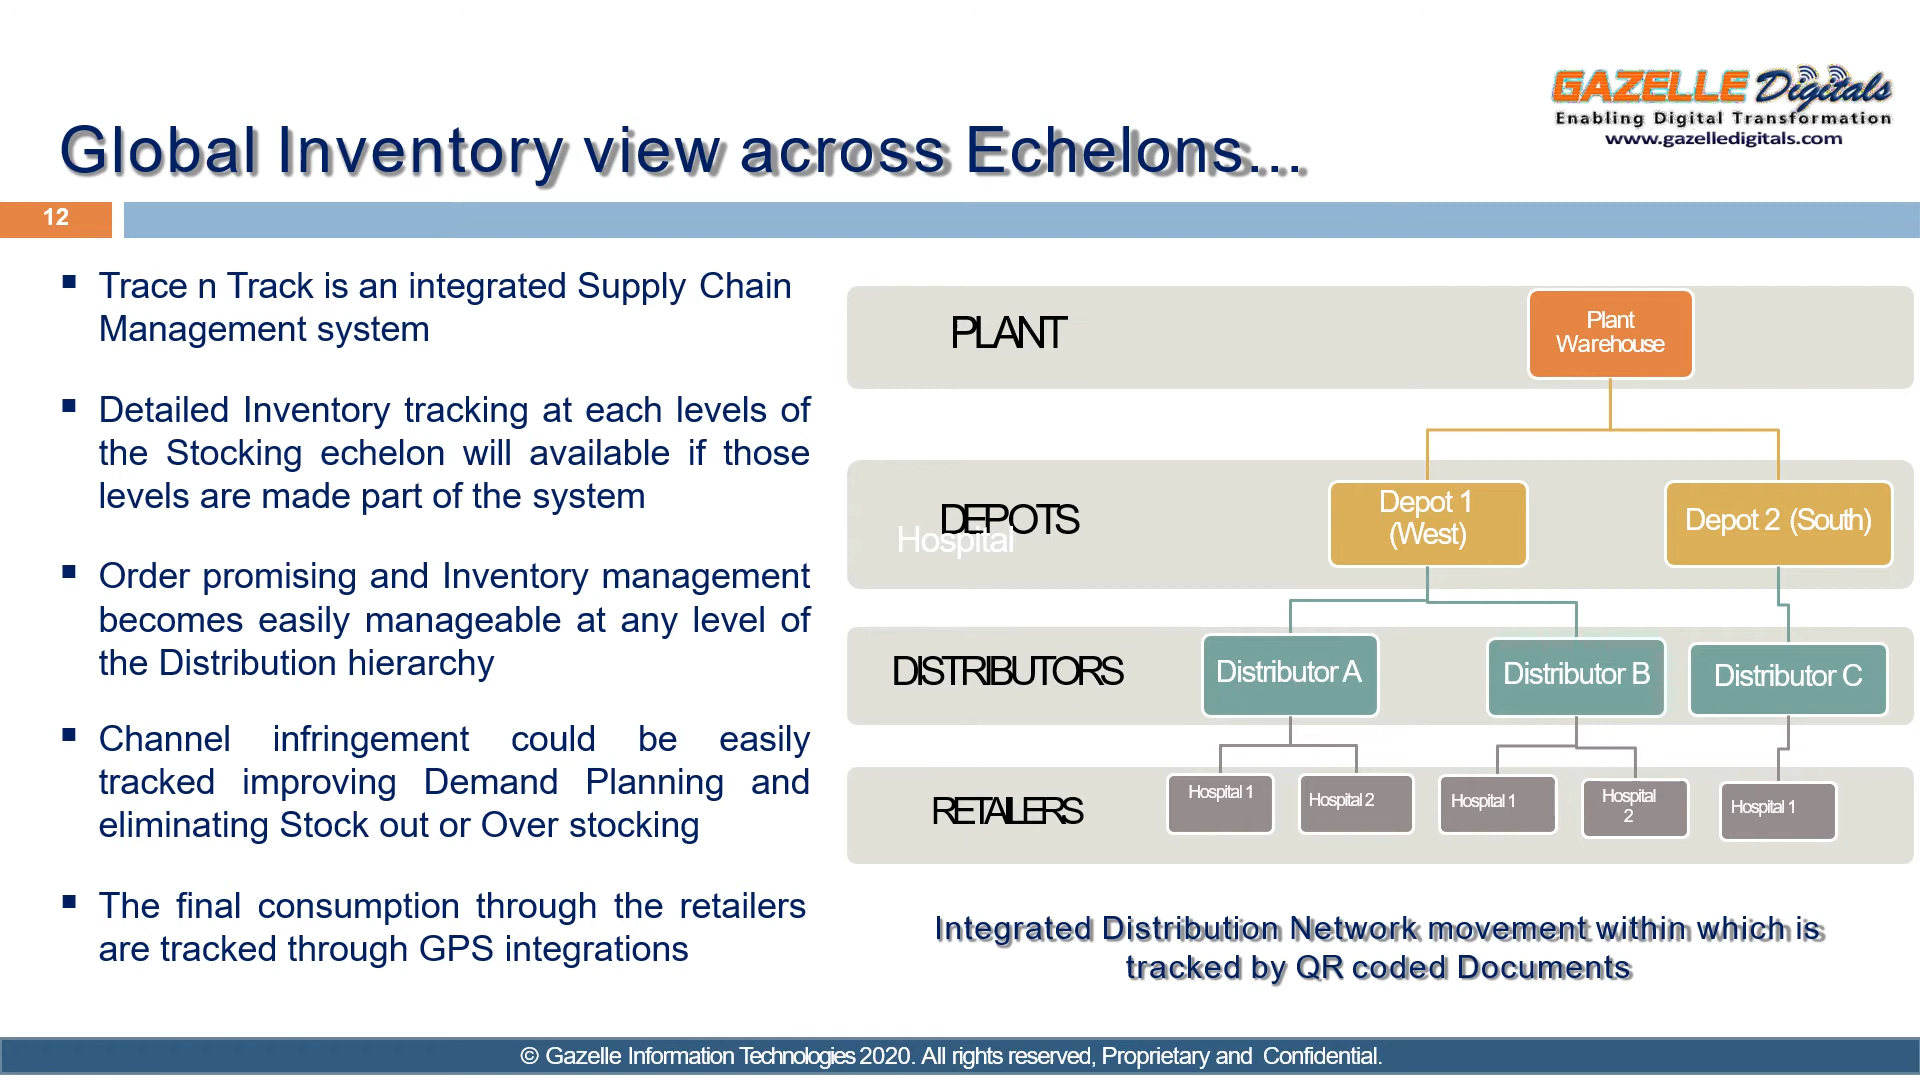 GAZELLE Digitals
Enabling Digital Transformation
www.gazelledigitals.com
Global Inventory view across Echelons...
12
▪ Trace n Track is an integrated Supply Chain
Management system
▪ Detailed Inventory tracking at each levels of
the Stocking echelon will available if those
levels are made part of the system
▪ Order promising and Inventory management
becomes easily manageable at any level of
the Distribution hierarchy
▪ Channel infringement could be easily
tracked improving Demand Planning and
eliminating Stock out or Over stocking
▪ The final consumption through the retailers
are tracked through GPS integrations
PLANT
Plant
Warehouse
DEPOTS
Hospital
Depot 1
(West)
Depot 2 (South)
DISTRIBUTORS
Distributor A
Distributor B
Distributor C
RETAILERS
Hospital 1
Hospital 2
Hospital 1
Hospital
2
Hospital 1
Integrated Distribution Network movement within which is
tracked by QR coded Documents
© Gazelle Information Technologies 2020. All rights reserved, Proprietary and Confidential.